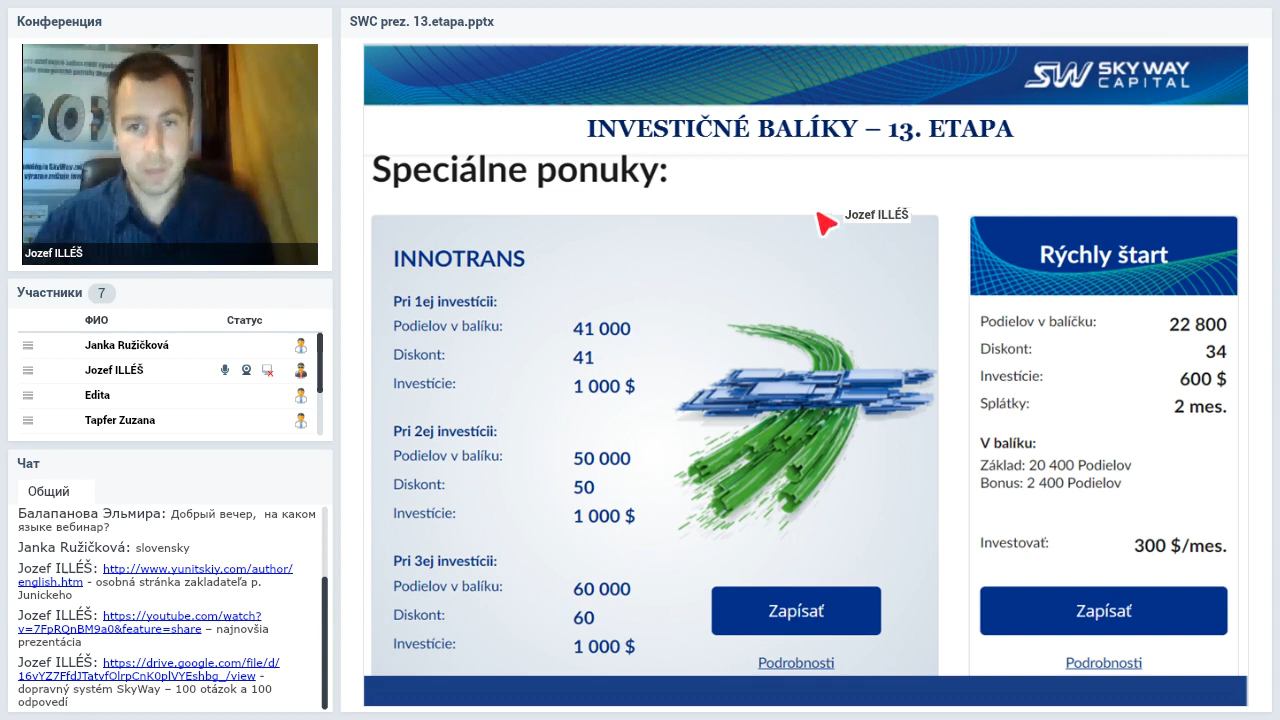 Конференция
Jozef ILLÉŠ
Участники 7
ФИО Статус
Janka Ružičková
Jozef ILLÉŠ
Edita
Tapfer Zuzana
Чат
Общий
Балапанова Эльмира: Добрый вечер, на каком
языке вебинар?
Janka Ružičková: slovensky
Jozef ILLÉŠ: http://www.yunitskiy.com/author/
english.htm - osobná stránka zakladateľa p.
Junickeho
Jozef ILLÉŠ: https://youtube.com/watch?
v=7FpRQnBM9a0&feature=share – najnovšia
prezentácia
Jozef ILLÉŠ: https://drive.google.com/file/d/
16vYZ7FfdJTatvfOlrpCnK0plVYEshbg_/view -
dopravný systém SkyWay – 100 otázok a 100
odpovedí
SWC prez. 13.etapa.pptx
SW SKY WAY
CAPITAL
INVESTIČNÉ BALÍKY – 13. ETAPA
Speciálne ponuky:
Jozef ILLÉŠ
INNOTRANS
Pri 1ej investícii:
Podielov v balíku: 41 000
Diskont: 41
Investície: 1 000 $
Pri 2ej investícii:
Podielov v balíku: 50 000
Diskont: 50
Investície: 1 000 $
Pri 3ej investícii:
Podielov v balíku: 60 000
Diskont: 60
Investície: 1 000 $
Zapísať
Podrobnosti
Rýchly štart
Podielov v balíčku: 22 800
Diskont: 34
Investície: 600 $
Splátky: 2 mes.
V balíku:
Základ: 20 400 Podielov
Bonus: 2 400 Podielov
Investovať: 300 $/mes.
Zapísať
Podrobnosti